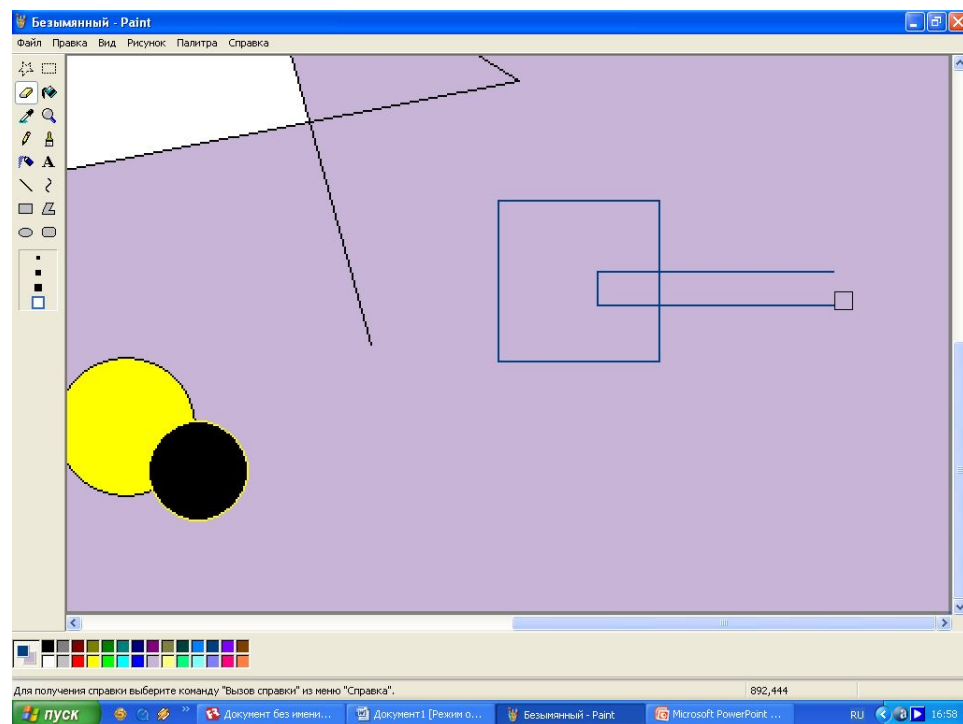 Безымянный - Paint
Файл Правка Вид Рисунок Палитра Справка
A
Для получения справки выберите команду "Вызов справки" из меню "Справка". 892,444
пуск Документ без имени... Документ1 [Режим о... Безымянный - Paint Microsoft PowerPoint ... RU 16:58